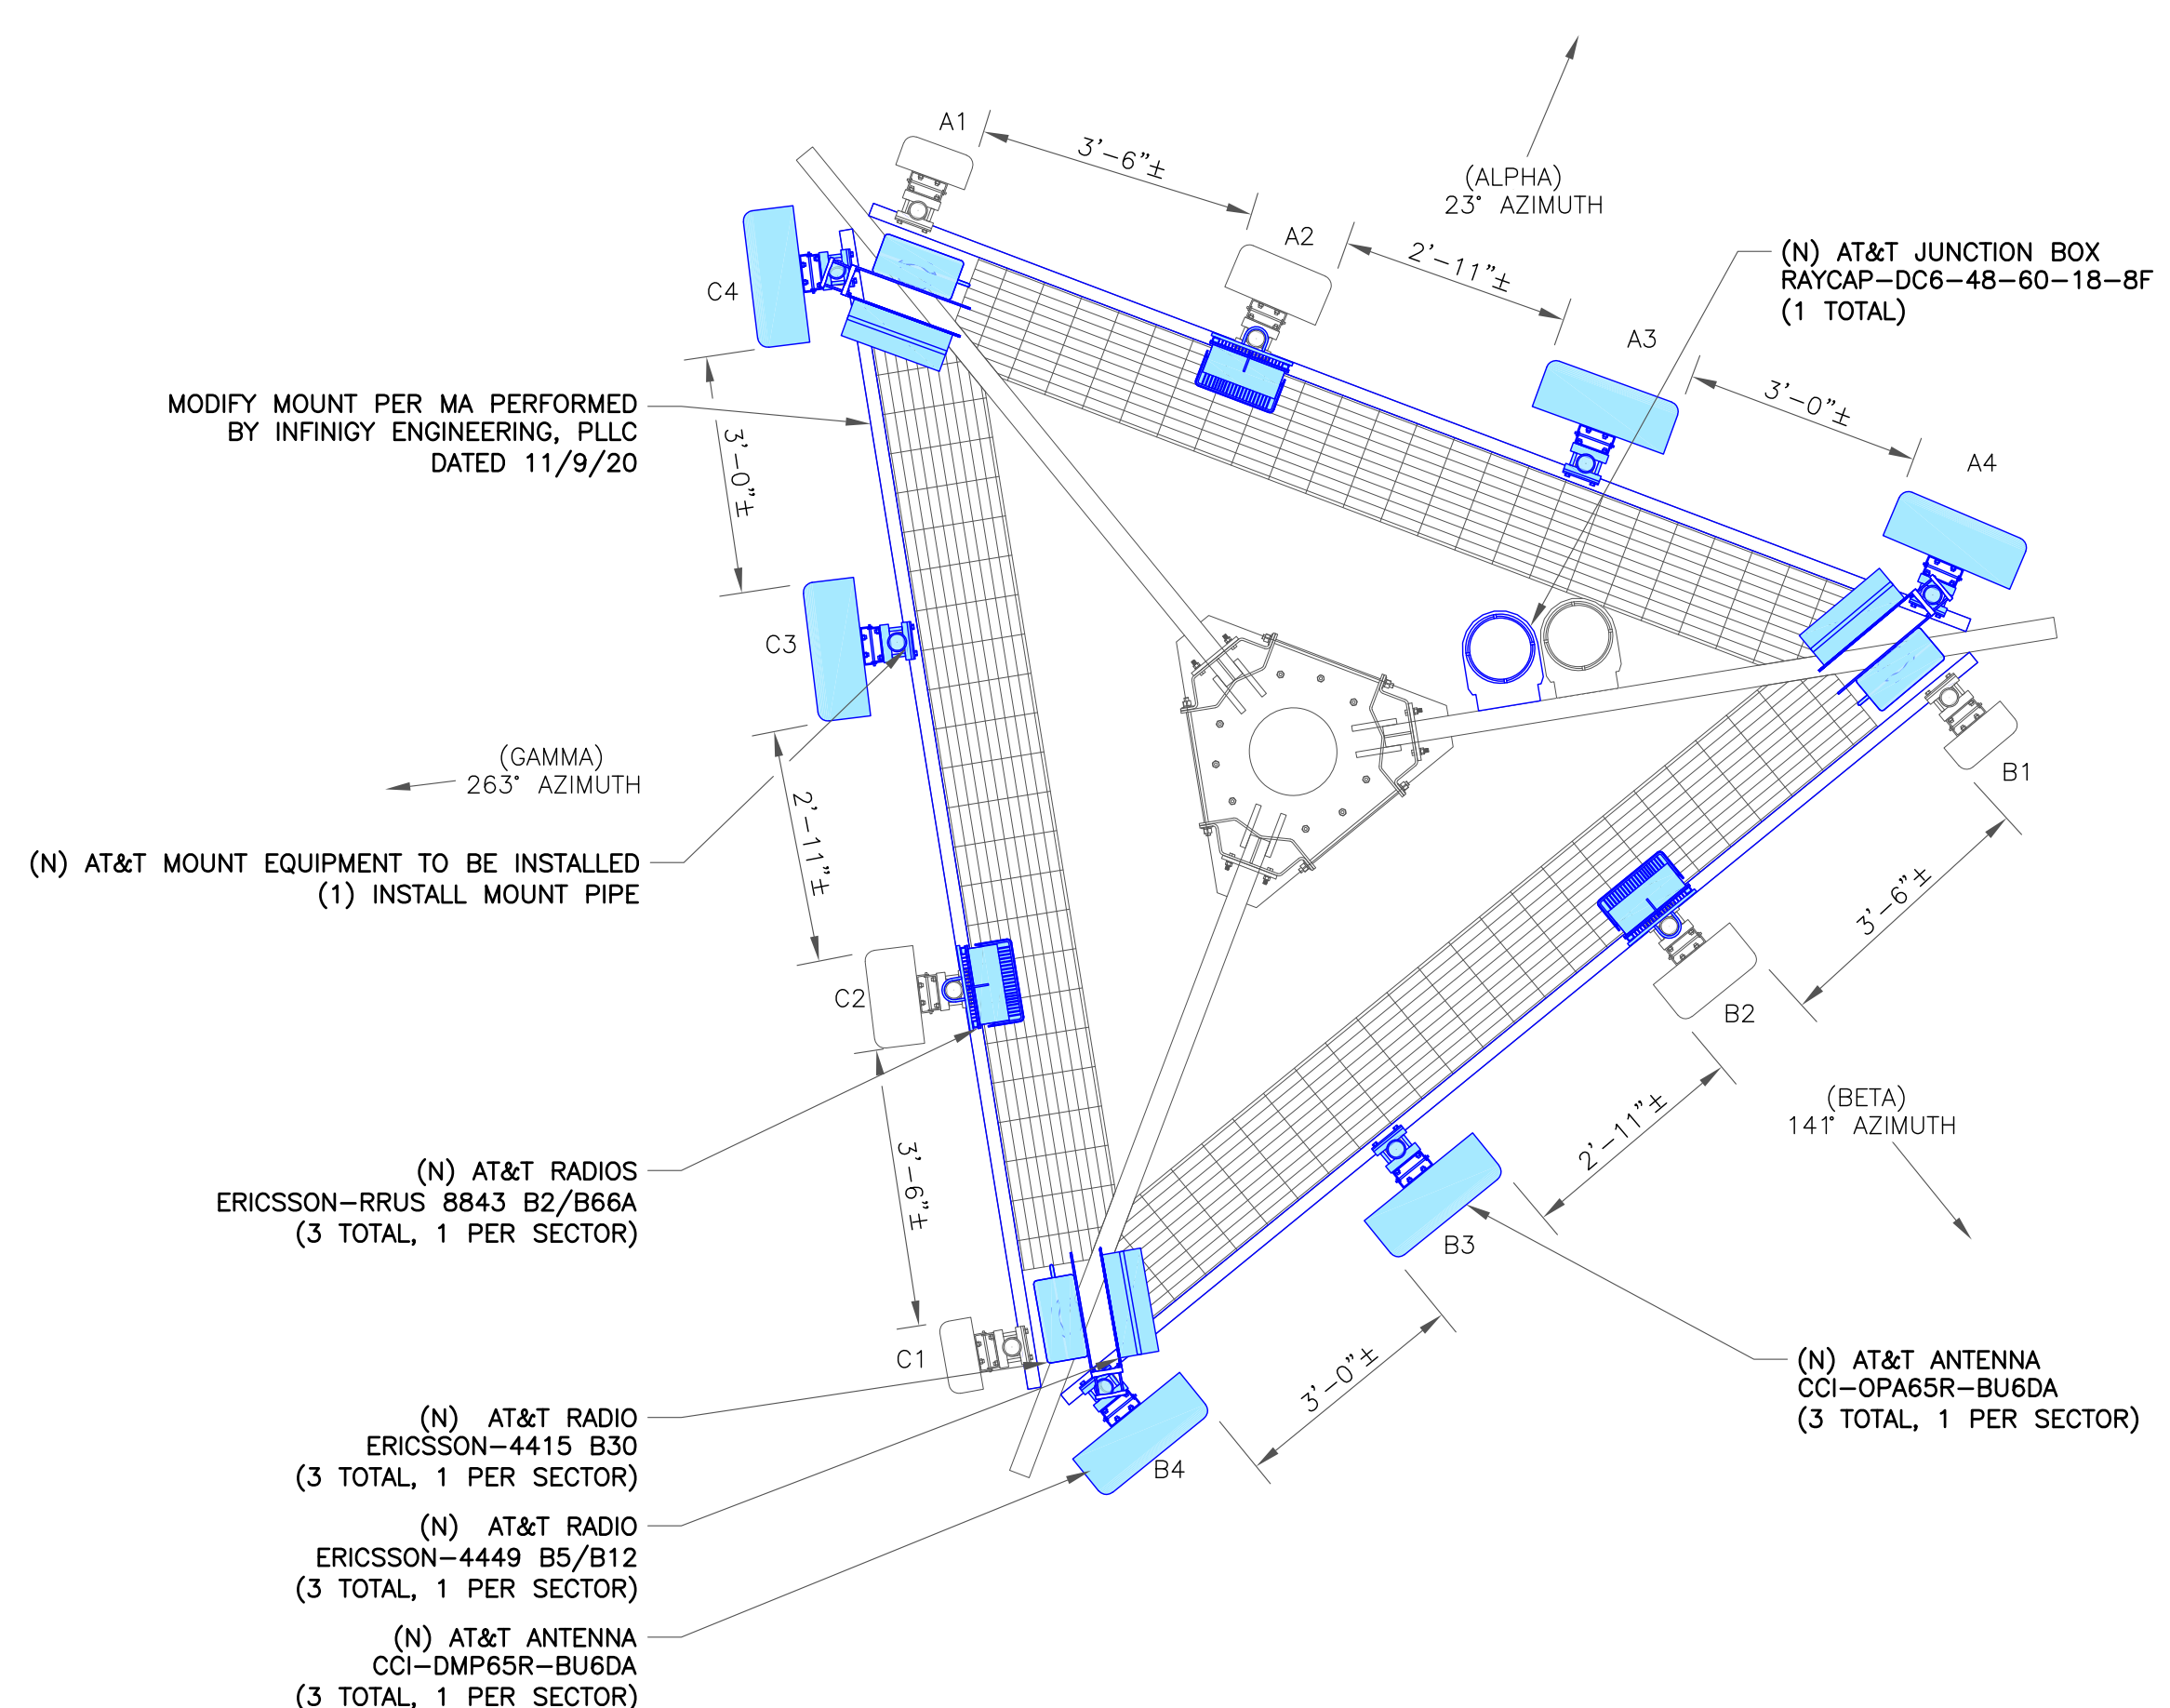 A1
3'-6"±
(ALPHA)
23° AZIMUTH
A2
2'-11"±
(N) AT&T JUNCTION BOX
RAYCAP-DC6-48-60-18-8F
(1 TOTAL)
C4
A3
3'-0"±
A4
MODIFY MOUNT PER MA PERFORMED
BY INFINIGY ENGINEERING, PLLC
DATED 11/9/20
3'-0"±
C3
(GAMMA)
263° AZIMUTH
B1
2'-11"±
(N) AT&T MOUNT EQUIPMENT TO BE INSTALLED
(1) INSTALL MOUNT PIPE
3'-6"±
C2
B2
(BETA)
141° AZIMUTH
2'-11"±
(N) AT&T RADIOS
ERICSSON-RRUS 8843 B2/B66A
(3 TOTAL, 1 PER SECTOR)
3'-6"±
B3
C1
3'-0"±
(N) AT&T ANTENNA
CCI-OPA65R-BU6DA
(3 TOTAL, 1 PER SECTOR)
(N) AT&T RADIO
ERICSSON-4415 B30
(3 TOTAL, 1 PER SECTOR)
B4
(N) AT&T RADIO
ERICSSON-4449 B5/B12
(3 TOTAL, 1 PER SECTOR)
(N) AT&T ANTENNA
CCI-DMP65R-BU6DA
(3 TOTAL, 1 PER SECTOR)